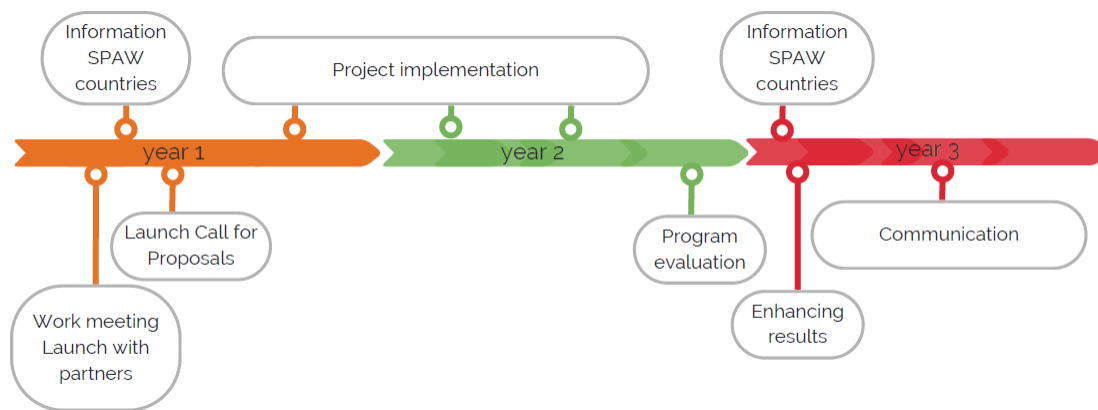 Information
SPAW
countries
Project implementation
Information
SPAW
countries
year 1
year 2
year 3
Launch Call for
Proposals
Program
evaluation
Communication
Work meeting
Launch with
partners
Enhancing
results